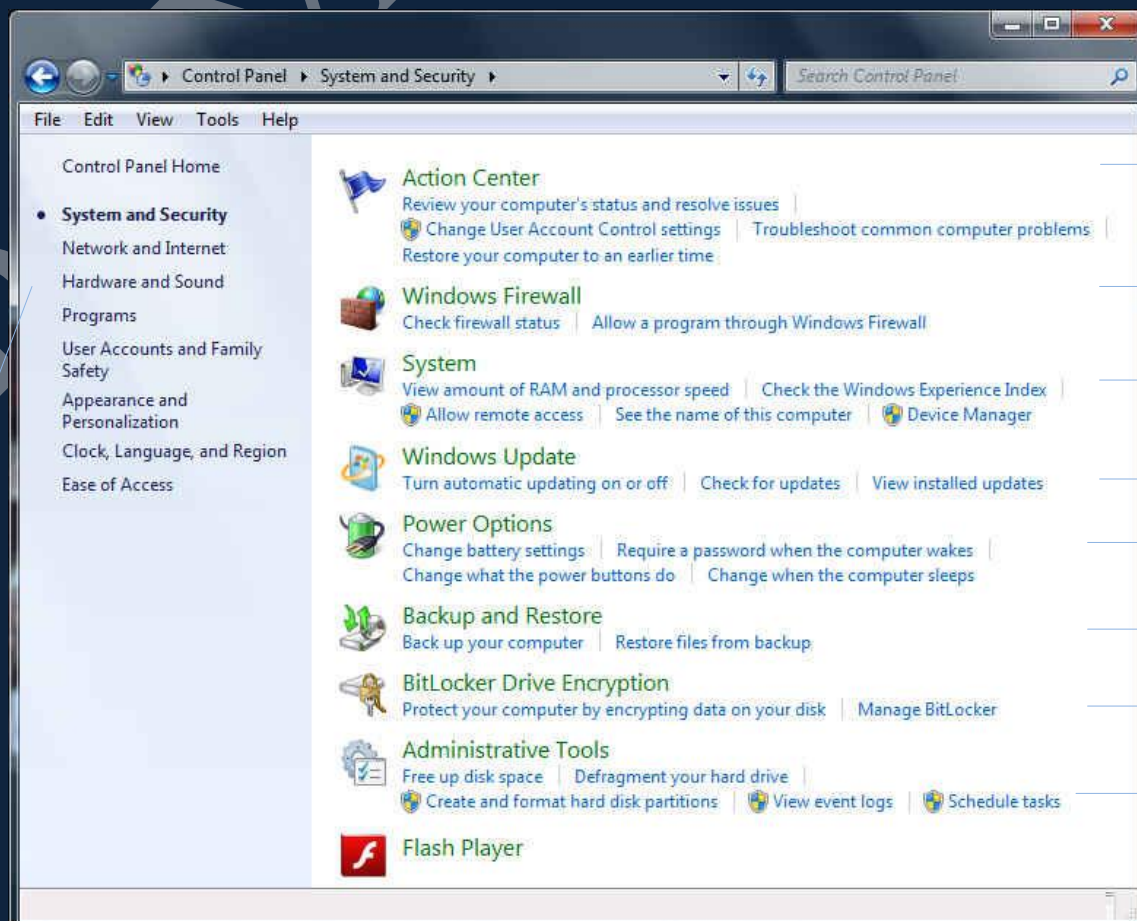 Control Panel System and Security
Search Control Panel
File Edit View Tools Help
Control Panel Home
System and Security
Network and Internet
Hardware and Sound
Programs
User Accounts and Family
Safety
Appearance and
Personalization
Clock, Language, and Region
Ease of Access
Action Center
Review your computer's status and resolve issues
Change User Account Control settings Troubleshoot common computer problems
Restore your computer to an earlier time
Windows Firewall
Check firewall status Allow a program through Windows Firewall
System
View amount of RAM and processor speed Check the Windows Experience Index
Allow remote access See the name of this computer Device Manager
Windows Update
Turn automatic updating on or off Check for updates View installed updates
Power Options
Change battery settings Require a password when the computer wakes
Change what the power buttons do Change when the computer sleeps
Backup and Restore
Back up your computer Restore files from backup
BitLocker Drive Encryption
Protect your computer by encrypting data on your disk Manage BitLocker
Administrative Tools
Free up disk space Defragment your hard drive
Create and format hard disk partitions View event logs Schedule tasks
Flash Player